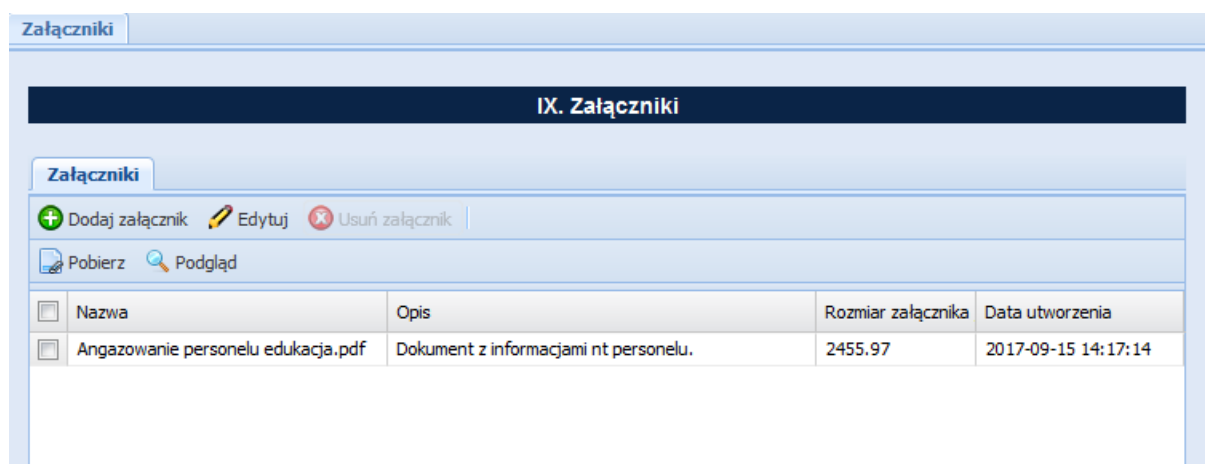 Załączniki
IX. Załączniki
Załączniki
Dodaj załącznik Edytuj Usuń załącznik
Pobierz Podgląd
Nazwa Opis Rozmiar załącznika Data utworzenia
Angazowanie personelu edukacja.pdf Dokument z informacjami nt personelu. 2455.97 2017-09-15 14:17:14